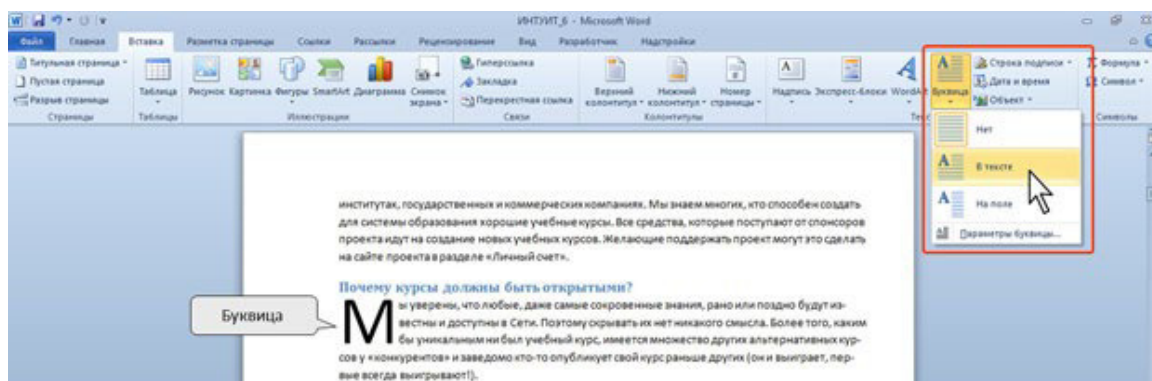 ИНТУИТ_6 - Microsoft Word
Файл Главная Вставка Разметка страницы Ссылки Рассылки Рецензирование Вид Разработчик Надстройки
Титульная страница
Пустая страница
Разрыв страницы
Страницы
Таблица
Таблицы
Рисунок Картинка Фигуры SmartArt Диаграмма Снимок экрана
Иллюстрации
Гиперссылка
Закладка
Перекрестная ссылка
Связи
Верхний колонтитул Нижний колонтитул Номер страницы
Колонтитулы
Надпись Экспресс-блоки WordArt Буквица
Строка подписи
Дата и время
Объект
Формула
Символ
Символы
Нет
В тексте
На поле
Параметры буквицы...
институтах, государственных и коммерческих компаниях. Мы знаем многих, кто способен создать
для системы образования хорошие учебные курсы. Все средства, которые поступают от спонсоров
проекта идут на создание новых учебных курсов. Желающие поддержать проект могут это сделать
на сайте проекта в разделе «Личный счет».
Почему курсы должны быть открытыми?
Буквица
Мы уверены, что любые, даже самые сокровенные знания, рано или поздно будут из-
вестны и доступны в Сети. Поэтому скрывать их нет никакого смысла. Более того, каким
бы уникальным ни был учебный курс, имеется множество других альтернативных кур-
сов у «конкурентов» и заведомо кто-то опубликует свой курс раньше других (он и выиграет, пер-
вые всегда выигрывают!).